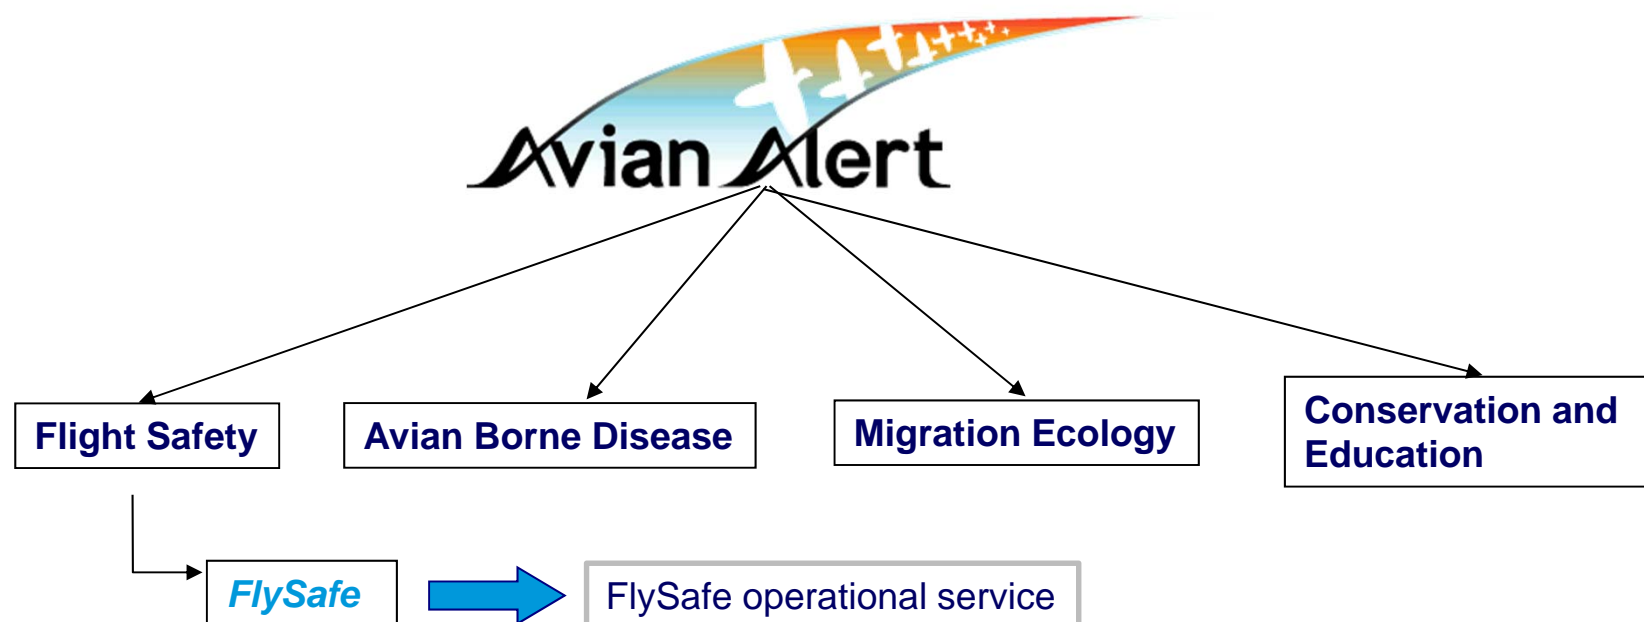 Avian Alert
Flight Safety
Avian Borne Disease
Migration Ecology
Conservation and
Education
FlySafe
FlySafe operational service